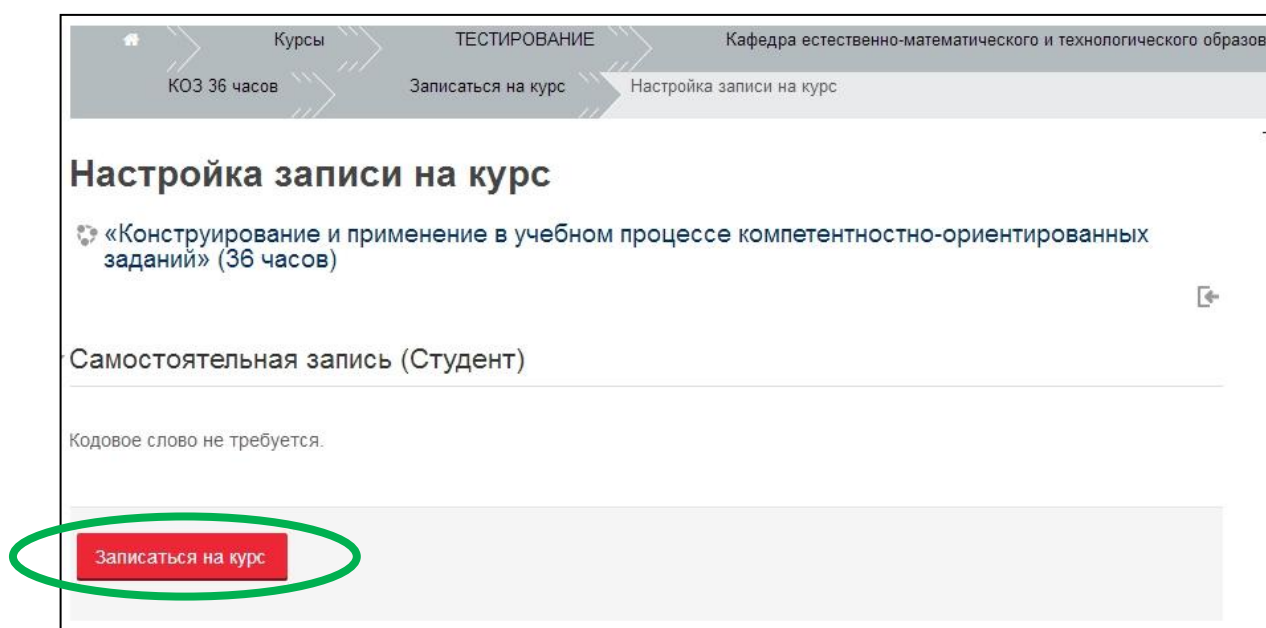 Курсы ТЕСТИРОВАНИЕ Кафедра естественно-математического и технологического образов
КОЗ 36 часов Записаться на курс Настройка записи на курс
Настройка записи на курс
«Конструирование и применение в учебном процессе компетентностно-ориентированных
заданий» (36 часов)
Самостоятельная запись (Студент)
Кодовое слово не требуется.
Записаться на курс